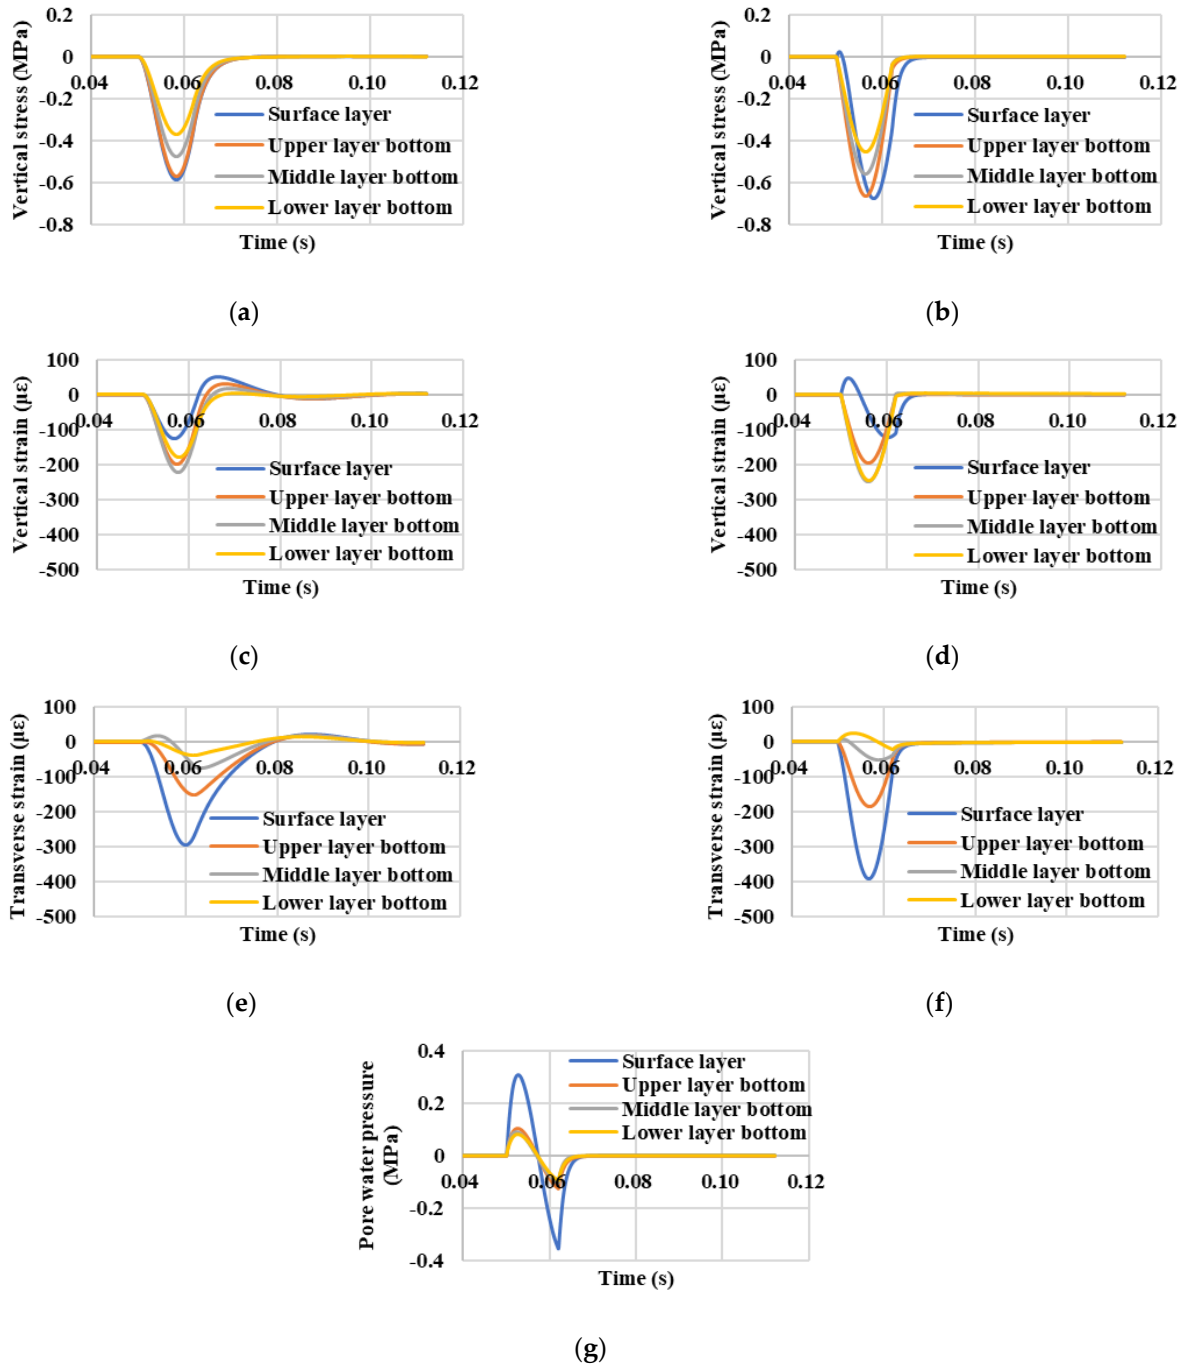 0.2
0
-0.2
-0.4
-0.6
-0.8
Vertical stress (MPa)
0.04 0.06 0.08 0.10 0.12
Surface layer
Upper layer bottom
Middle layer bottom
Lower layer bottom
Time (s)
(a)
0.2
0
-0.2
-0.4
-0.6
-0.8
Vertical stress (MPa)
0.04 0.06 0.08 0.10 0.12
Surface layer
Upper layer bottom
Middle layer bottom
Lower layer bottom
Time (s)
(b)
100
0
-100
-200
-300
-400
-500
Vertical strain (με)
0.04 0.06 0.08 0.10 0.12
Surface layer
Upper layer bottom
Middle layer bottom
Lower layer bottom
Time (s)
(c)
100
0
-100
-200
-300
-400
-500
Vertical strain (με)
0.04 0.06 0.08 0.10 0.12
Surface layer
Upper layer bottom
Middle layer bottom
Lower layer bottom
Time (s)
(d)
100
0
-100
-200
-300
-400
-500
Transverse strain (με)
0.04 0.06 0.08 0.10 0.12
Surface layer
Upper layer bottom
Middle layer bottom
Lower layer bottom
Time (s)
(e)
100
0
-100
-200
-300
-400
-500
Transverse strain (με)
0.04 0.06 0.08 0.10 0.12
Surface layer
Upper layer bottom
Middle layer bottom
Lower layer bottom
Time (s)
(f)
0.4
0.2
0
-0.2
-0.4
Pore water pressure
(MPa)
0.04 0.06 0.08 0.10 0.12
Surface layer
Upper layer bottom
Middle layer bottom
Lower layer bottom
Time (s)
(g)